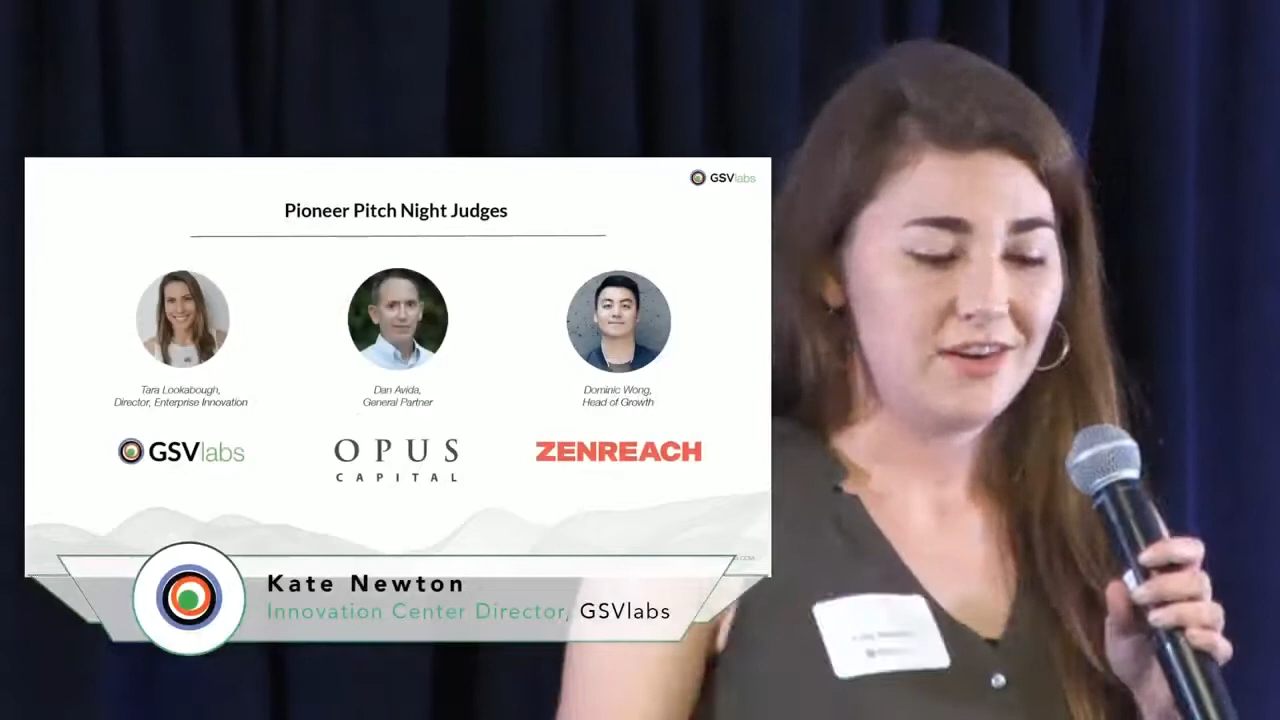 GSVlabs
Pioneer Pitch Night Judges
Tara Lookabough,
Director, Enterprise Innovation
Dan Avida,
General Partner
Dominic Wong,
Head of Growth
GSVlabs
OPUS
CAPITAL
ZENREACH
Kate Newton
Innovation Center Director, GSVlabs